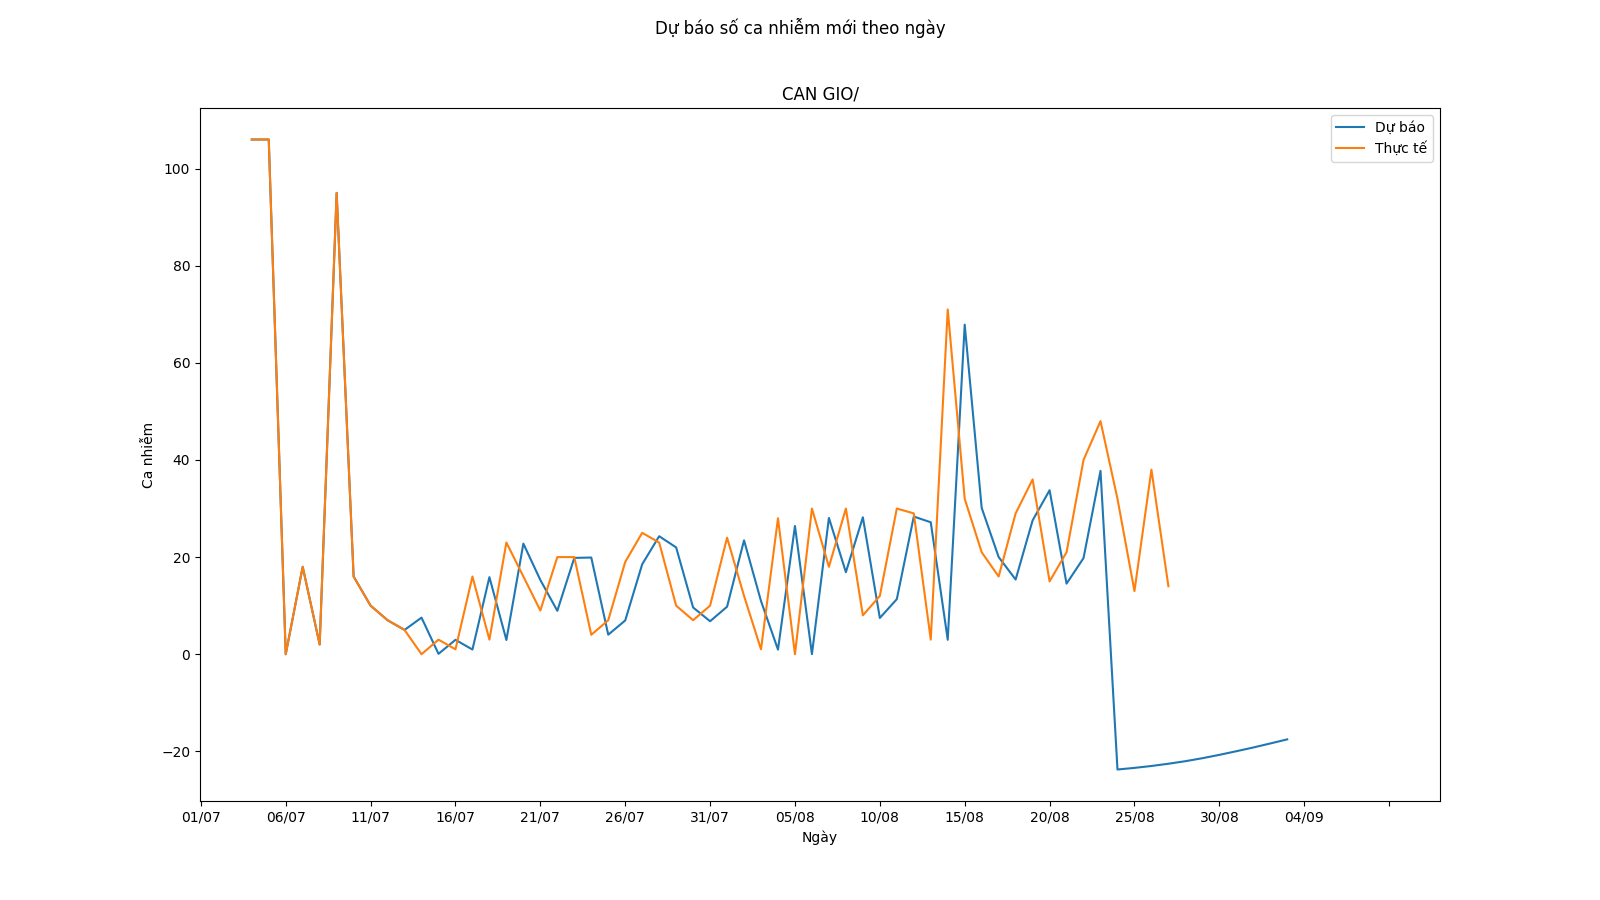 Dự báo số ca nhiễm mới theo ngày
CAN GIO/
Dự báo
Thực tế
100
80
60
40
20
0
−20
Ca nhiễm
01/07 06/07 11/07 16/07 21/07 26/07 31/07 05/08 10/08 15/08 20/08 25/08 30/08 04/09
Ngày